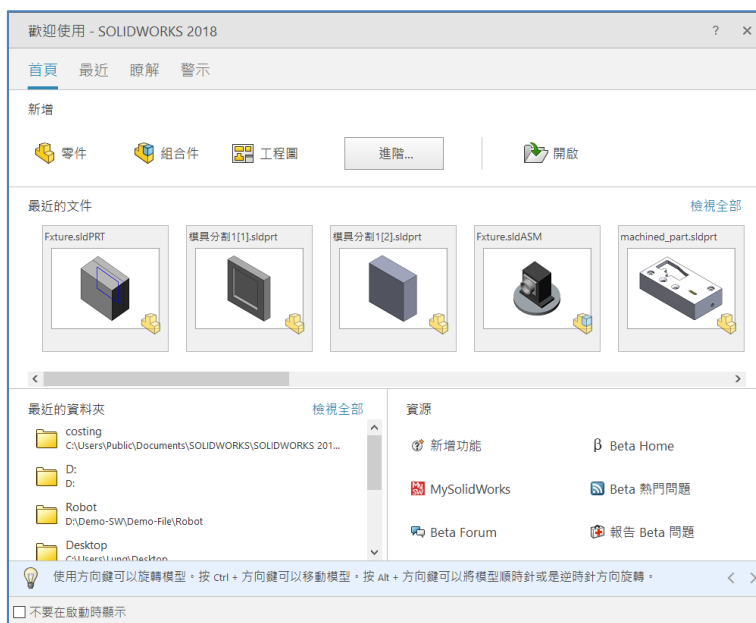 歡迎使用 - SOLIDWORKS 2018
?
首頁 最近 瞭解 警示
新增
零件 組合件 工程圖 進階... 開啟
最近的文件 檢視全部
Fxture.sldPRT 模具分割1[1].sldprt 模具分割1[2].sldprt Fxture.sldASM machined_part.sldprt
最近的資料夾 檢視全部
costing
C:\Users\Public\Documents\SOLIDWORKS\SOLIDWORKS 201...
D:
D:
Robot
D:\Demo-SW\Demo-File\Robot
Desktop
C:\Users\Lung\Desktop
資源
新增功能 β Beta Home
MySolidWorks Beta 熱門問題
Beta Forum 報告 Beta 問題
使用方向鍵可以旋轉模型。按 Ctrl + 方向鍵可以移動模型。按 Alt + 方向鍵可以將模型順時針或是逆時針方向旋轉。
不要在啟動時顯示